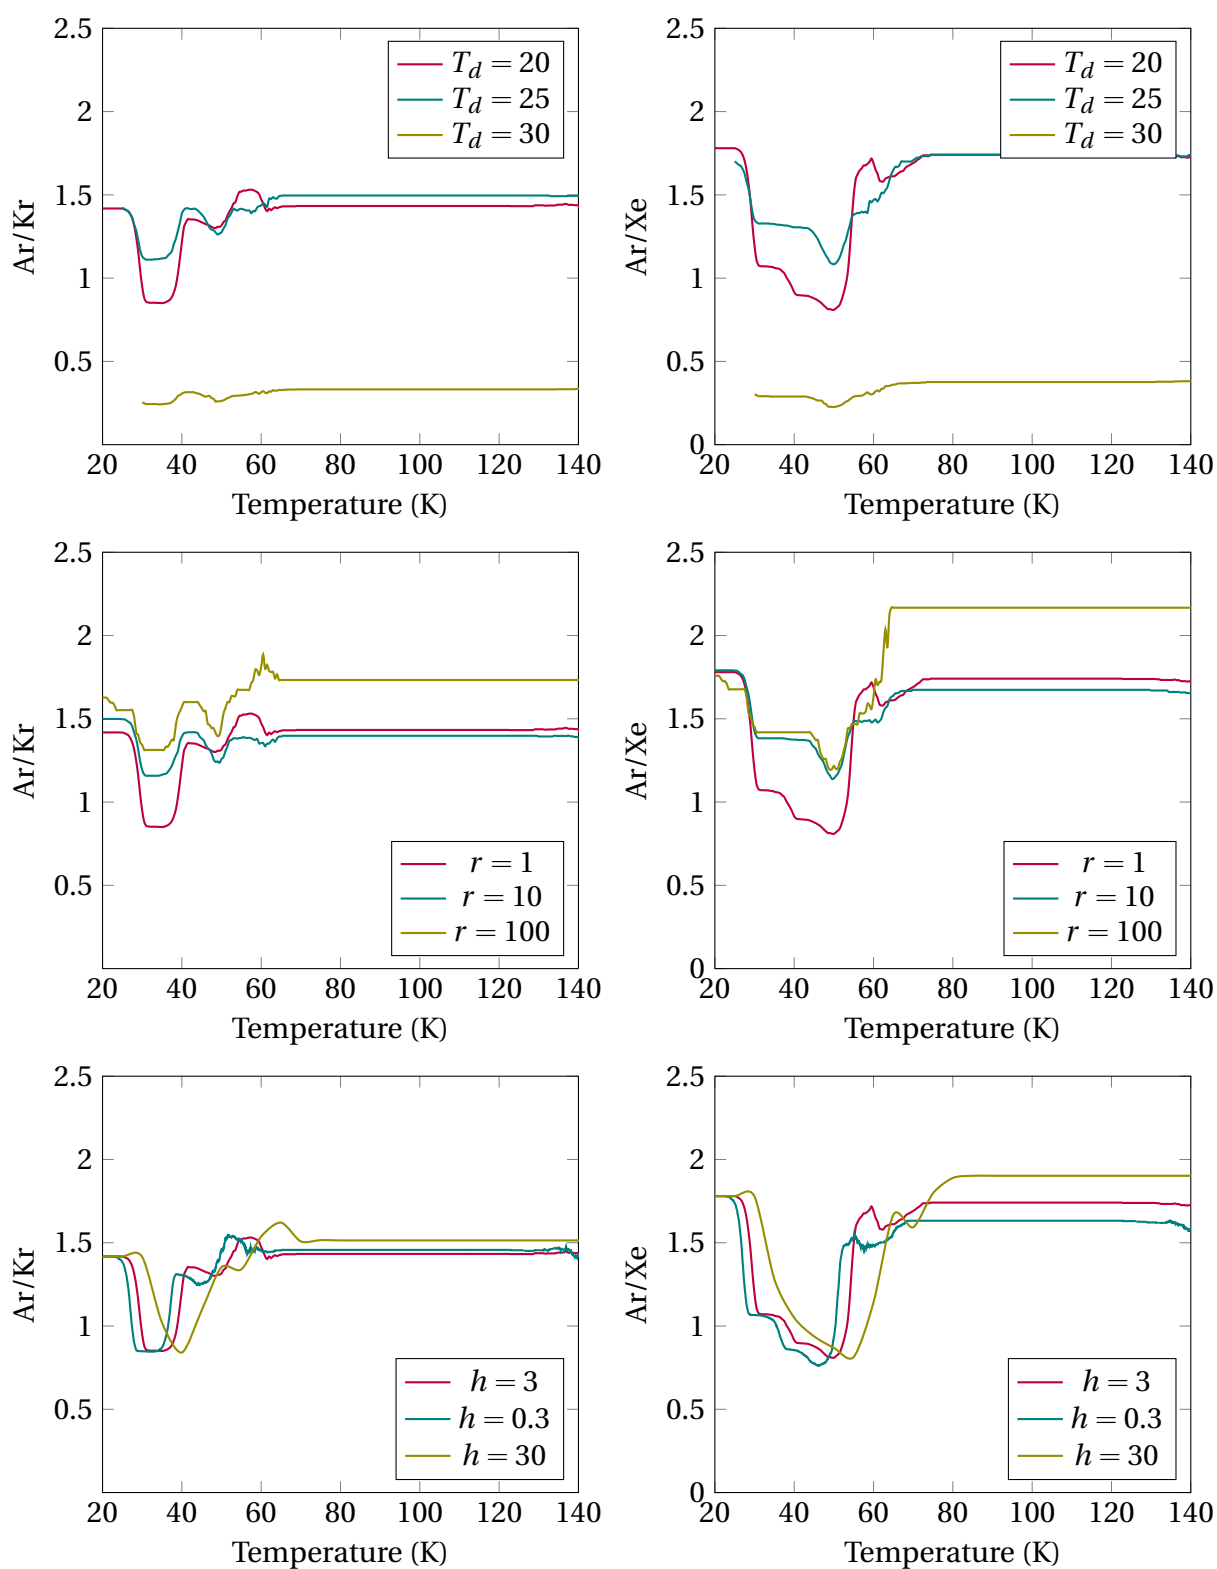 2.5
2
1.5
1
0.5
Ar/Kr
T_d = 20
T_d = 25
T_d = 30
20 40 60 80 100 120 140
Temperature (K)
2.5
2
1.5
1
0.5
0
Ar/Xe
T_d = 20
T_d = 25
T_d = 30
20 40 60 80 100 120 140
Temperature (K)
2.5
2
1.5
1
0.5
Ar/Kr
r = 1
r = 10
r = 100
20 40 60 80 100 120 140
Temperature (K)
2.5
2
1.5
1
0.5
0
Ar/Xe
r = 1
r = 10
r = 100
20 40 60 80 100 120 140
Temperature (K)
2.5
2
1.5
1
0.5
Ar/Kr
h = 3
h = 0.3
h = 30
20 40 60 80 100 120 140
Temperature (K)
2.5
2
1.5
1
0.5
0
Ar/Xe
h = 3
h = 0.3
h = 30
20 40 60 80 100 120 140
Temperature (K)